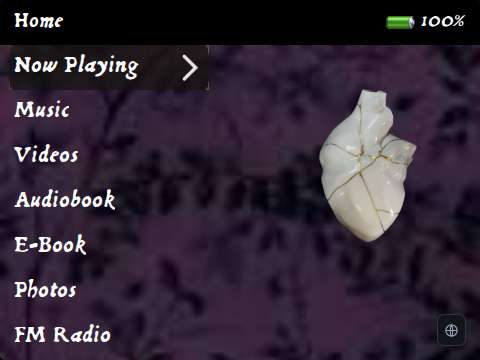 Home
100%
Now Playing
Music
Videos
Audiobook
E-Book
Photos
FM Radio